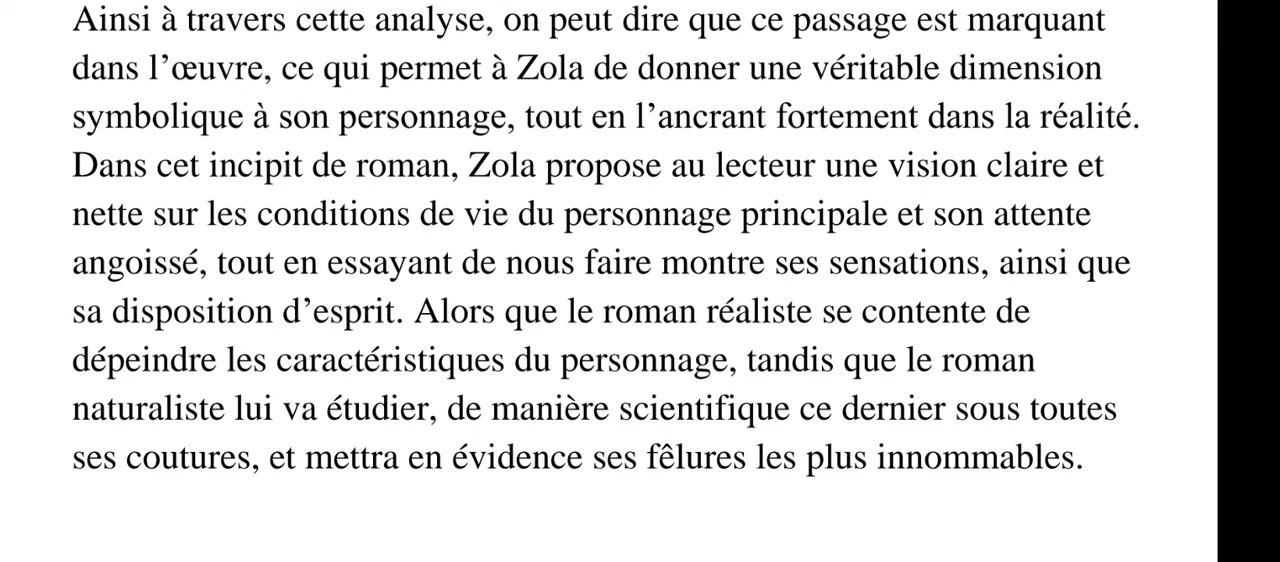 Ainsi à travers cette analyse, on peut dire que ce passage est marquant
dans l’œuvre, ce qui permet à Zola de donner une véritable dimension
symbolique à son personnage, tout en l’ancrant fortement dans la réalité.
Dans cet incipit de roman, Zola propose au lecteur une vision claire et
nette sur les conditions de vie du personnage principale et son attente
angoissé, tout en essayant de nous faire montre ses sensations, ainsi que
sa disposition d’esprit. Alors que le roman réaliste se contente de
dépeindre les caractéristiques du personnage, tandis que le roman
naturaliste lui va étudier, de manière scientifique ce dernier sous toutes
ses coutures, et mettra en évidence ses fêlures les plus innommables.